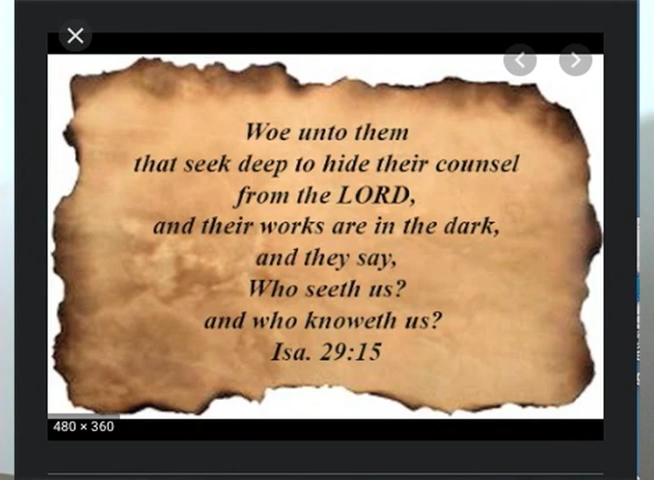 Woe unto them
that seek deep to hide their counsel
from the LORD,
and their works are in the dark,
and they say,
Who seeth us?
and who knoweth us?
Isa. 29:15
480 × 360